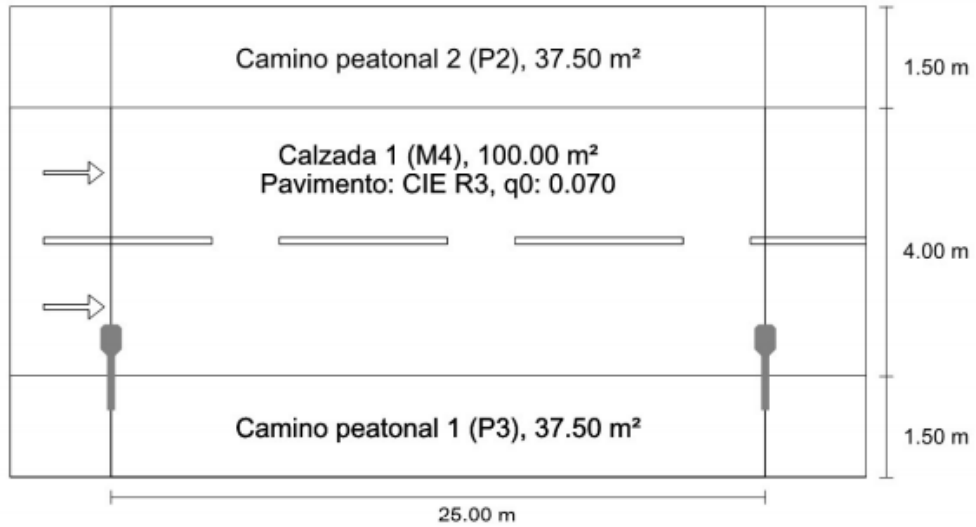 Camino peatonal 2 (P2), 37.50 m²
1.50 m
Calzada 1 (M4), 100.00 m²
Pavimento: CIE R3, q0: 0.070
4.00 m
Camino peatonal 1 (P3), 37.50 m²
1.50 m
25.00 m